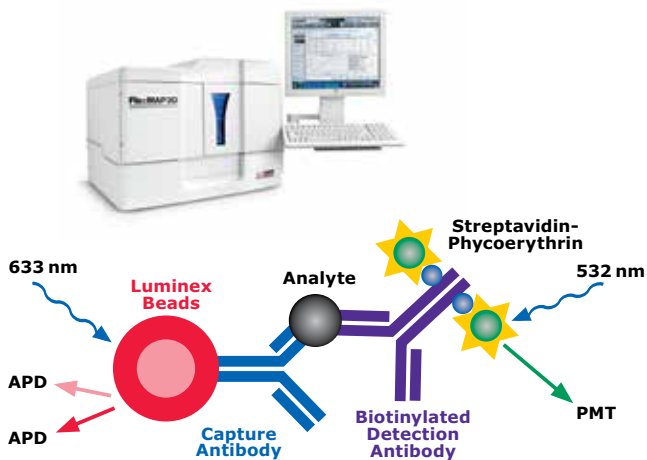 FLEXMAP 3D
Streptavidin-
Phycoerythrin
633 nm
532 nm
Analyte
Luminex
Beads
APD
APD
PMT
Capture
Antibody
Biotinylated
Detection
Antibody